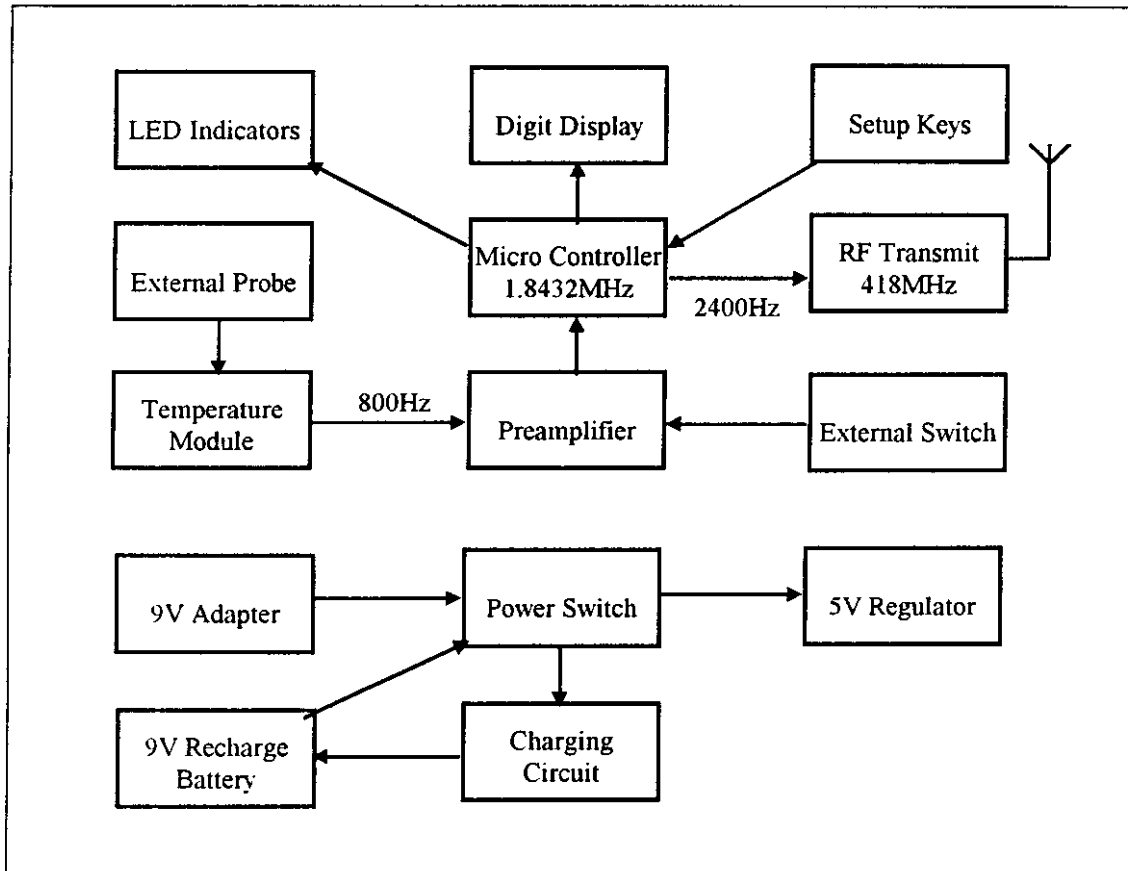 LED Indicators
Digit Display
Setup Keys
External Probe
Micro Controller
1.8432MHz
2400Hz
RF Transmit
418MHz
Temperature
Module
800Hz
Preamplifier
External Switch
9V Adapter
Power Switch
5V Regulator
9V Recharge
Battery
Charging
Circuit